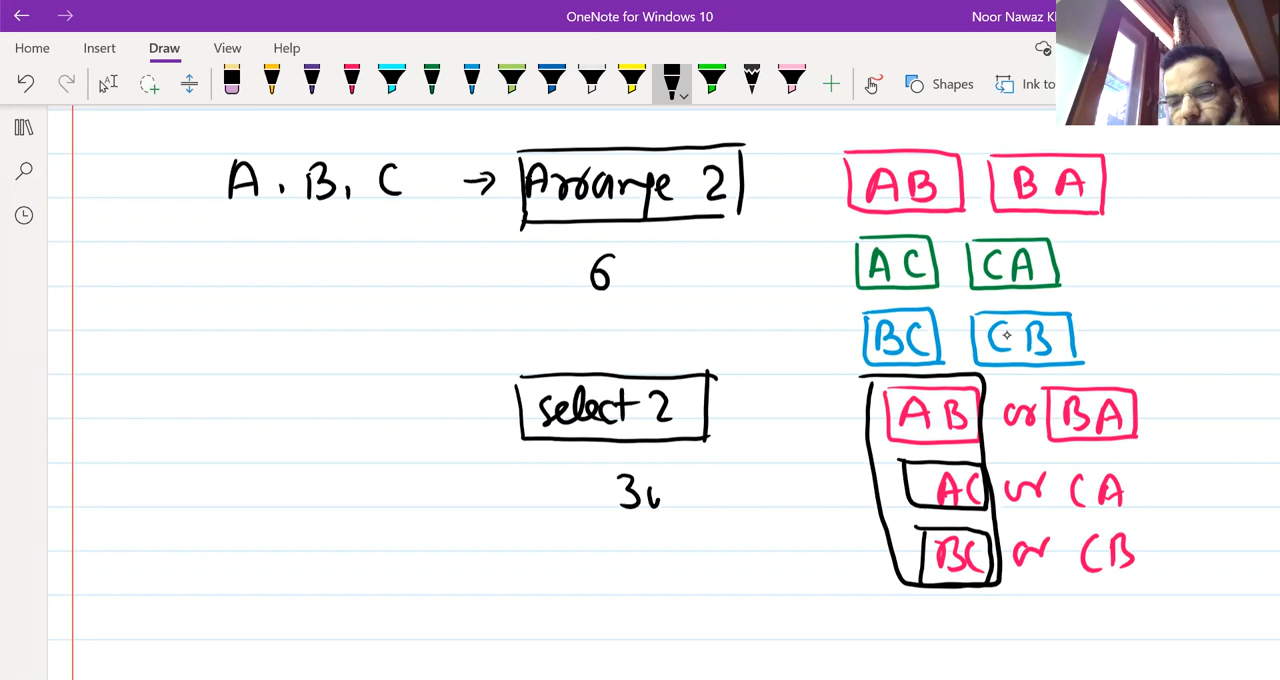 OneNote for Windows 10
Noor Nawaz Kh
Home Insert Draw View Help
Shapes
Ink to
A, B, C → Arrange 2
AB BA
6
AC CA
BC CB
select 2
AB or BA
3
AC or CA
BC or CB